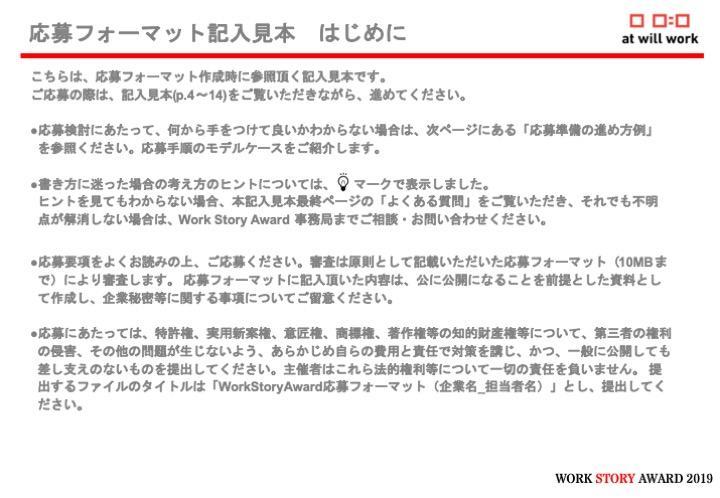 応募フォーマット記入見本　はじめに
at will work
こちらは、応募フォーマット作成時に参照頂く記入見本です。
ご応募の際は、記入見本(p.4～14)をご覧いただきながら、進めてください。
●応募検討にあたって、何から手をつけて良いかわからない場合は、次ページにある「応募準備の進め方例」
を参照ください。応募手順のモデルケースをご紹介します。
●書き方に迷った場合の考え方のヒントについては、マークで表示しました。
ヒントを見てもわからない場合、本記入見本最終ページの「よくある質問」をご覧いただき、それでも不明
点が解消しない場合は、Work Story Award 事務局までご相談・お問い合わせください。
●応募要項をよくお読みの上、ご応募ください。審査は原則として記載いただいた応募フォーマット（10MBま
で）により審査します。 応募フォーマットに記入頂いた内容は、公に公開になることを前提とした資料とし
て作成し、企業秘密等に関する事項についてご留意ください。
●応募にあたっては、特許権、実用新案権、意匠権、商標権、著作権等の知的財産権等について、第三者の権利
の侵害、その他の問題が生じないよう、あらかじめ自らの費用と責任で対策を講じ、かつ、一般に公開しても
差し支えのないものを提出してください。主催者はこれら法的権利等について一切の責任を負いません。 提
出するファイルのタイトルは「WorkStoryAward応募フォーマット（企業名_担当者名）」とし、提出してく
ださい。
WORK STORY AWARD 2019